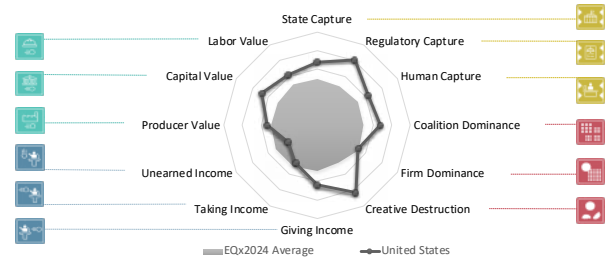 State Capture
Labor Value
Regulatory Capture
Capital Value
Human Capture
Producer Value
Coalition Dominance
Unearned Income
Firm Dominance
Taking Income
Creative Destruction
Giving Income
EQx2024 Average
United States